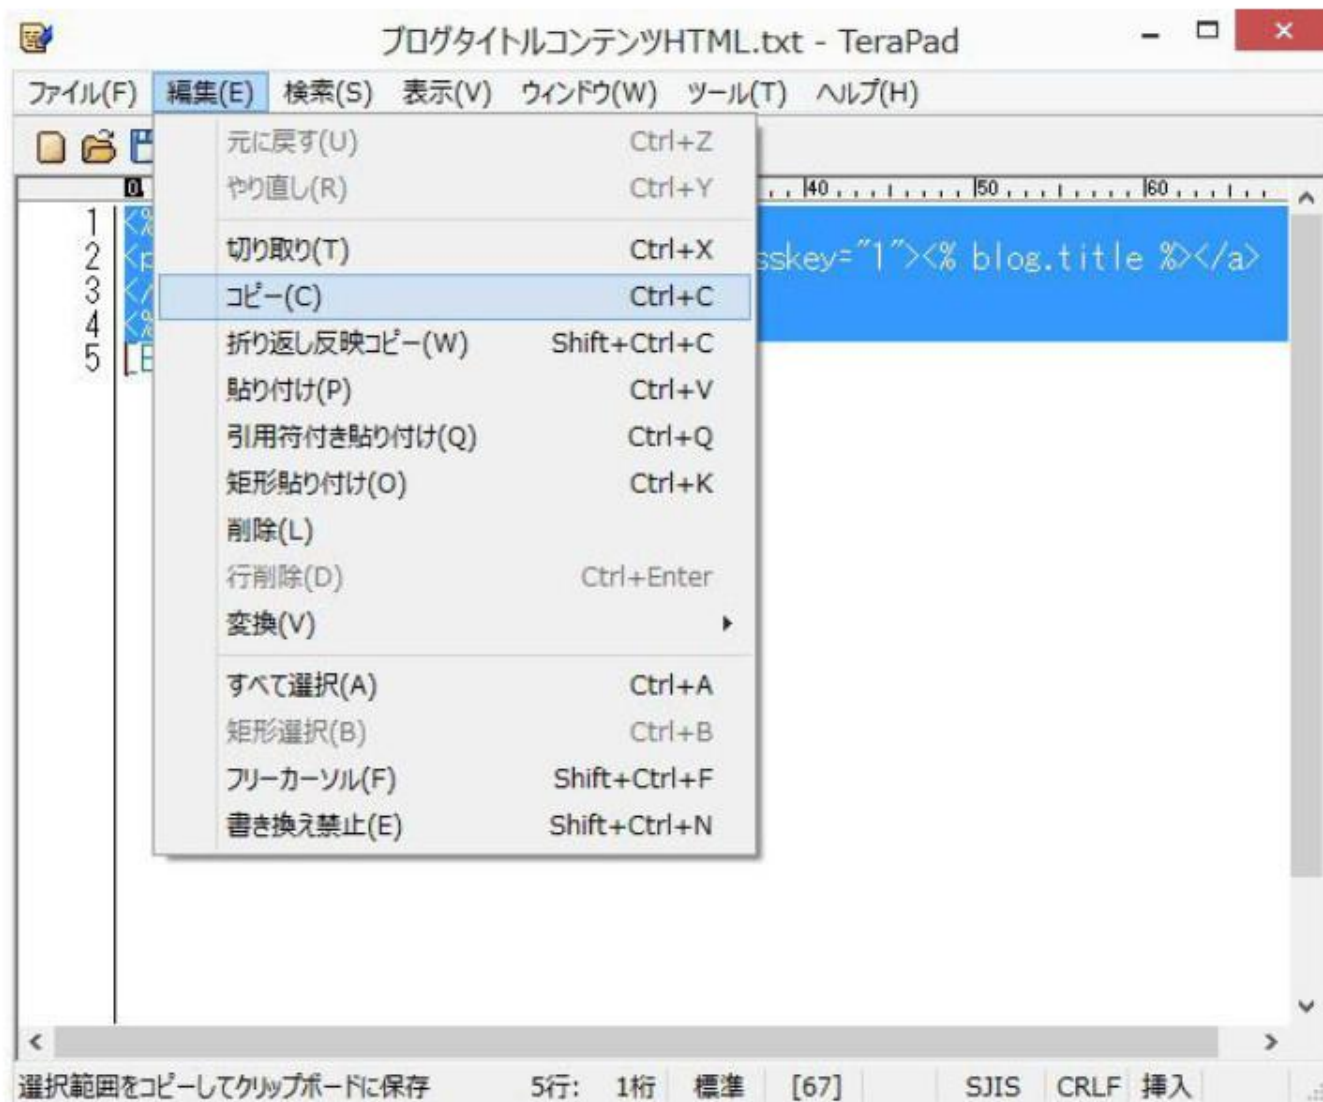 ブログタイトルコンテンツHTML.txt - TeraPad
ファイル(F) 編集(E) 検索(S) 表示(V) ウィンドウ(W) ツール(T) ヘルプ(H)
元に戻す(U) Ctrl+Z
やり直し(R) Ctrl+Y
0 40 50 60
切り取り(T) Ctrl+X
コピー(C) Ctrl+C
折り返し反映コピー(W) Shift+Ctrl+C
貼り付け(P) Ctrl+V
引用符付き貼り付け(Q) Ctrl+Q
矩形貼り付け(O) Ctrl+K
削除(L)
行削除(D) Ctrl+Enter
変換(V)
すべて選択(A) Ctrl+A
矩形選択(B) Ctrl+B
フリーカーソル(F) Shift+Ctrl+F
書き換え禁止(E) Shift+Ctrl+N
1 <%
2 <p sskey="1"><% blog.title %></a>
3 </
4 <%
5
選択範囲をコピーしてクリップボードに保存 5行: 1桁 標準 [67] SJIS CRLF 挿入